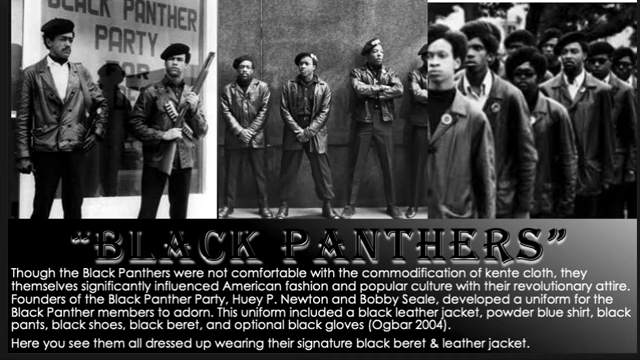 BLACK PANTHER
PARTY
FOR
"BLACK PANTHERS"
Though the Black Panthers were not comfortable with the commodification of kente cloth, they
themselves significantly influenced American fashion and popular culture with their revolutionary attire.
Founders of the Black Panther Party, Huey P. Newton and Bobby Seale, developed a uniform for the
Black Panther members to adorn. This uniform included a black leather jacket, powder blue shirt, black
pants, black shoes, black beret, and optional black gloves (Ogbar 2004).
Here you see them all dressed up wearing their signature black beret & leather jacket.